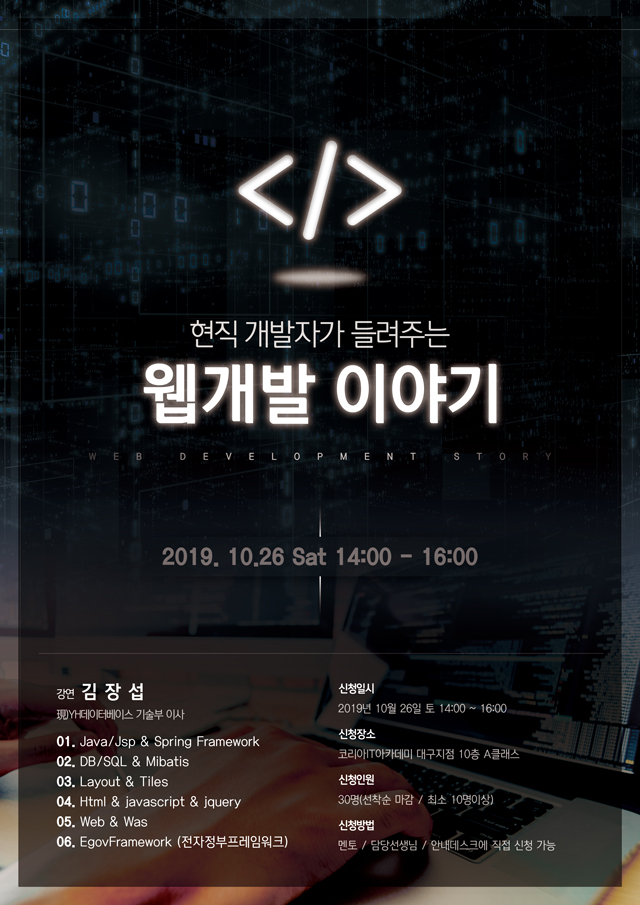 </>
현직 개발자가 들려주는
웹개발 이야기
WEB DEVELOPMENT STORY
2019. 10.26 Sat 14:00 - 16:00
강연 김장섭
現)YH데이터베이스 기술부 이사
01. Java/Jsp & Spring Framework
02. DB/SQL & Mibatis
03. Layout & Tiles
04. Html & javascript & jquery
05. Web & Was
06. EgovFramework (전자정부프레임워크)
신청일시
2019년 10월 26일 토 14:00 ~ 16:00
신청장소
코리아IT아카데미 대구지점 10층 A클래스
신청인원
30명(선착순 마감 / 최소 10명이상)
신청방법
멘토 / 담당선생님 / 안내데스크에 직접 신청 가능